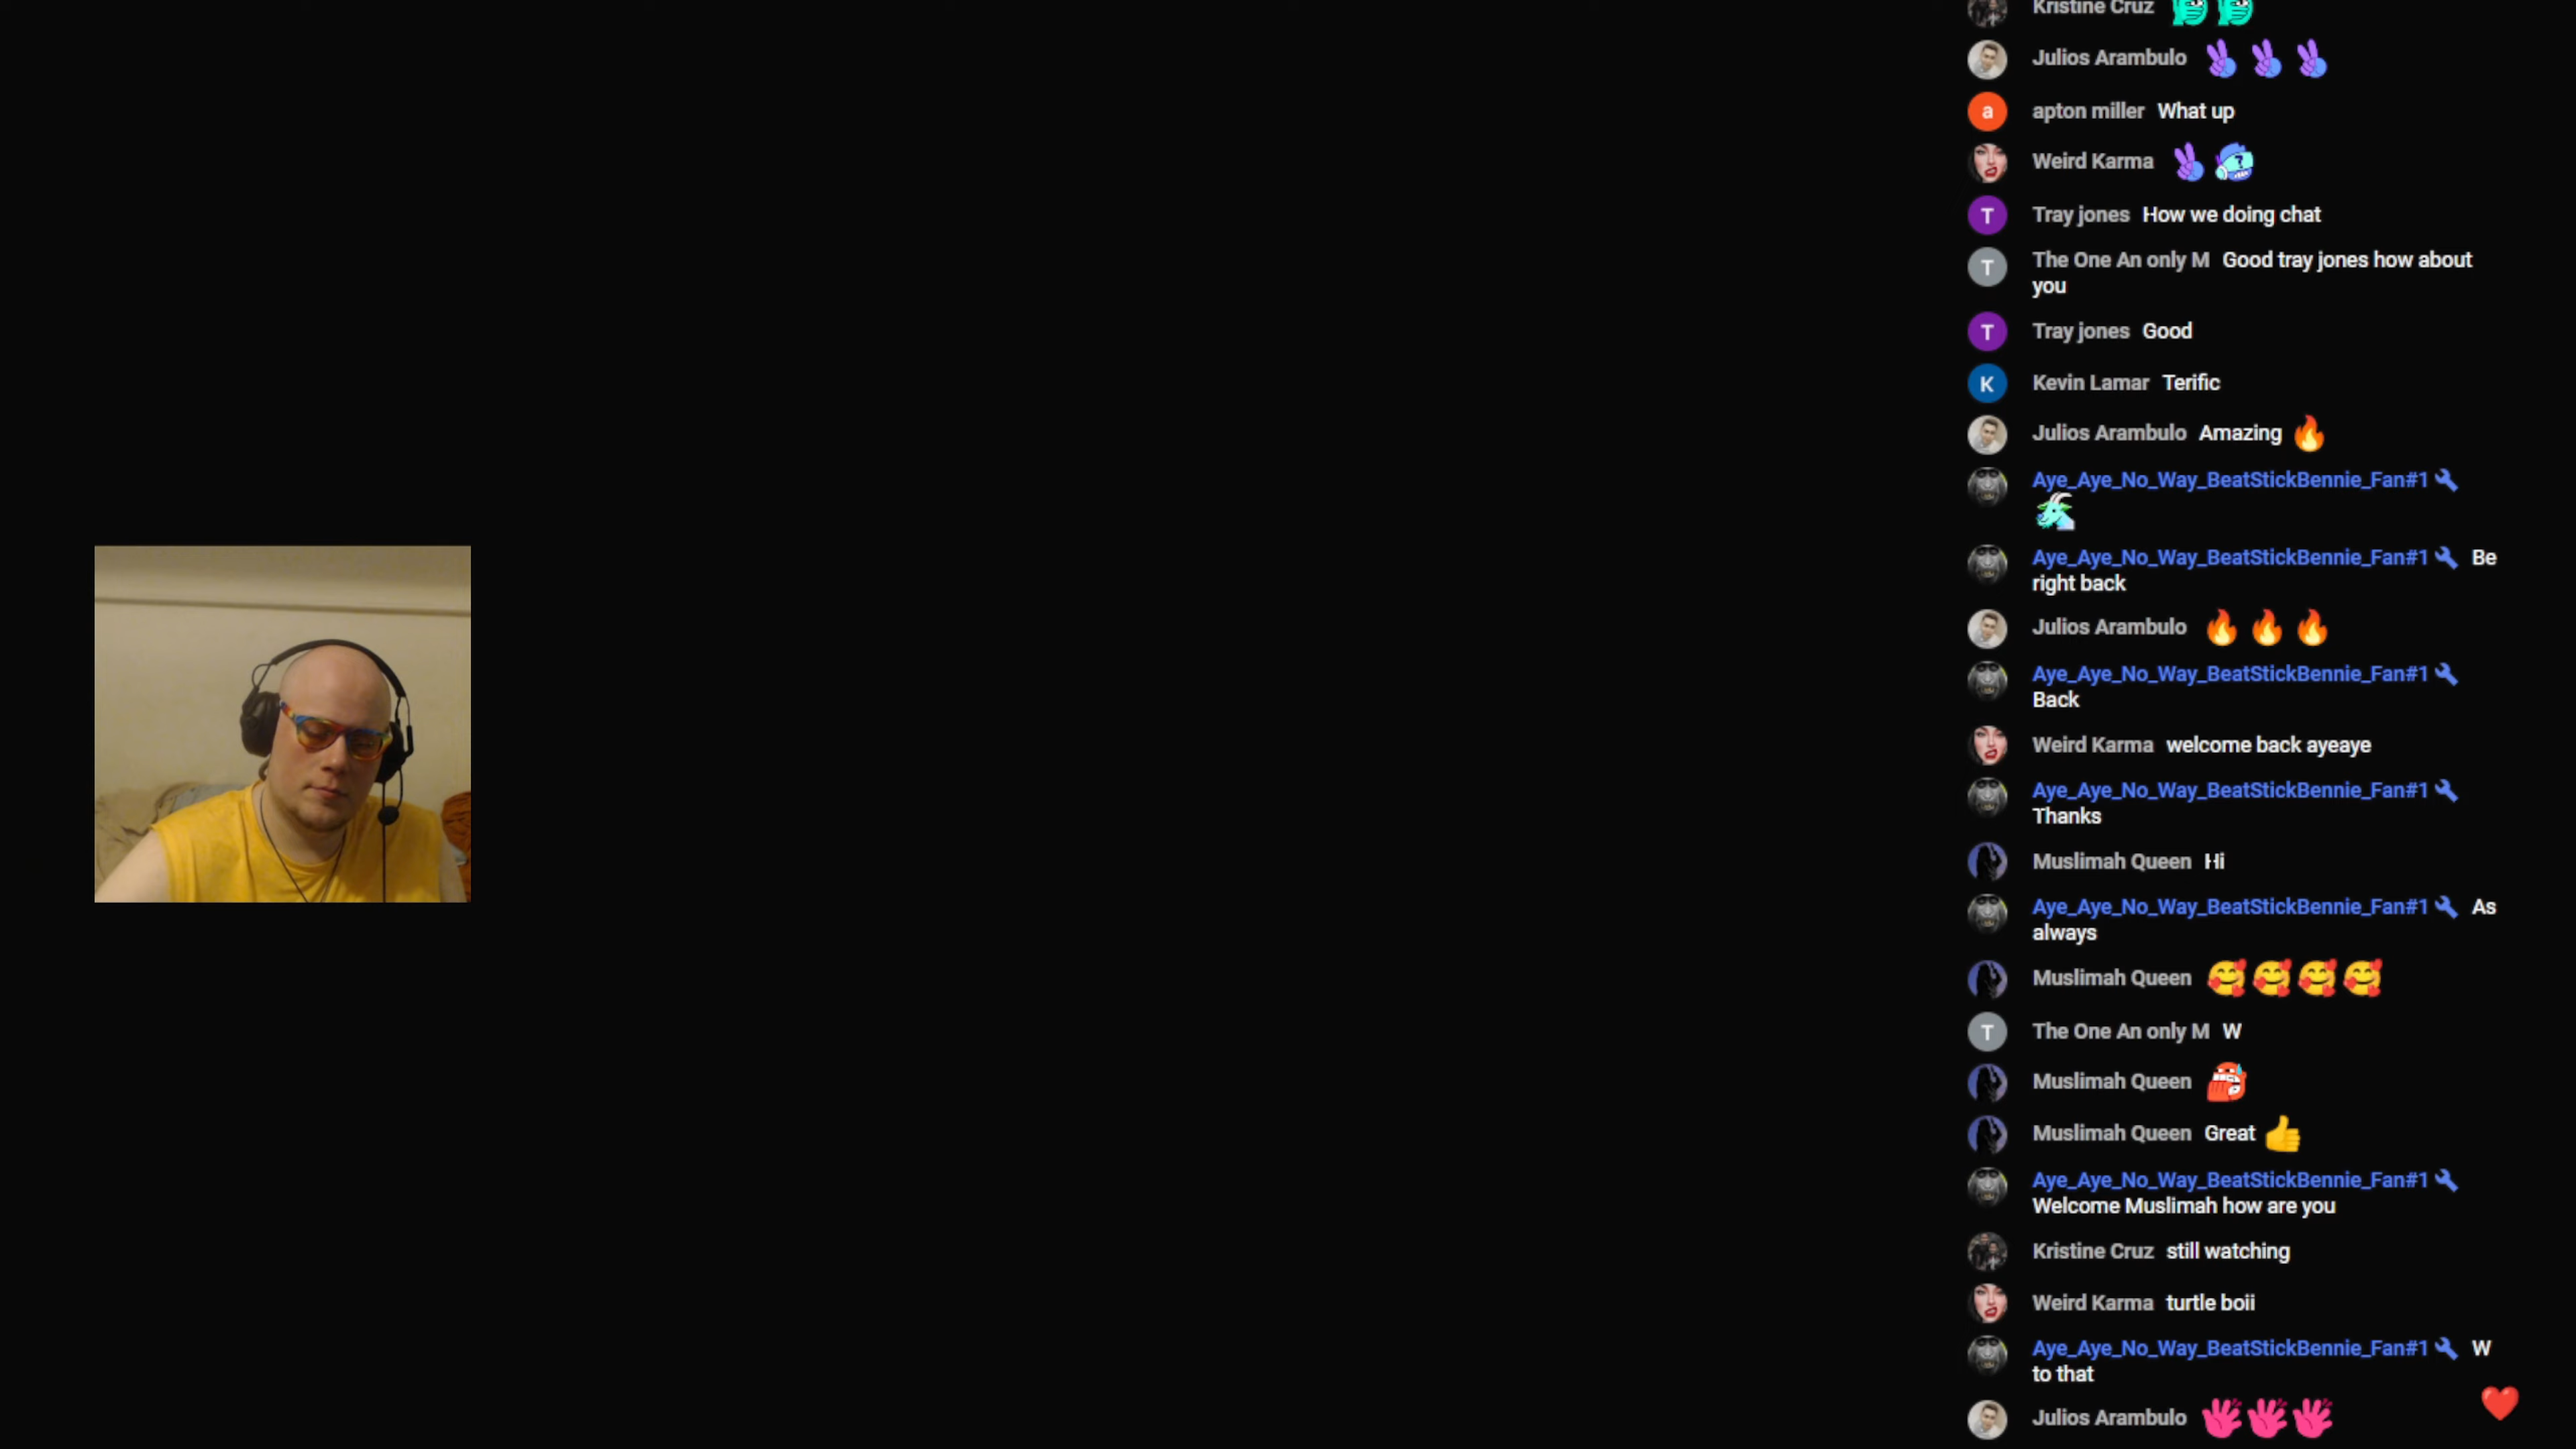 Kristine Cruz
Julios Arambulo
a apton miller What up
Weird Karma
T Tray jones How we doing chat
T The One An only M Good tray jones how about
you
T Tray jones Good
K Kevin Lamar Terific
Julios Arambulo Amazing 🔥
Aye_Aye_No_Way_BeatStickBennie_Fan#1
Aye_Aye_No_Way_BeatStickBennie_Fan#1 Be
right back
Julios Arambulo 🔥 🔥 🔥
Aye_Aye_No_Way_BeatStickBennie_Fan#1
Back
Weird Karma welcome back ayeaye
Aye_Aye_No_Way_BeatStickBennie_Fan#1
Thanks
Muslimah Queen Hi
Aye_Aye_No_Way_BeatStickBennie_Fan#1 As
always
Muslimah Queen 🥰 🥰 🥰 🥰
T The One An only M W
Muslimah Queen
Muslimah Queen Great 👍
Aye_Aye_No_Way_BeatStickBennie_Fan#1
Welcome Muslimah how are you
Kristine Cruz still watching
Weird Karma turtle boii
Aye_Aye_No_Way_BeatStickBennie_Fan#1 W
to that
Julios Arambulo